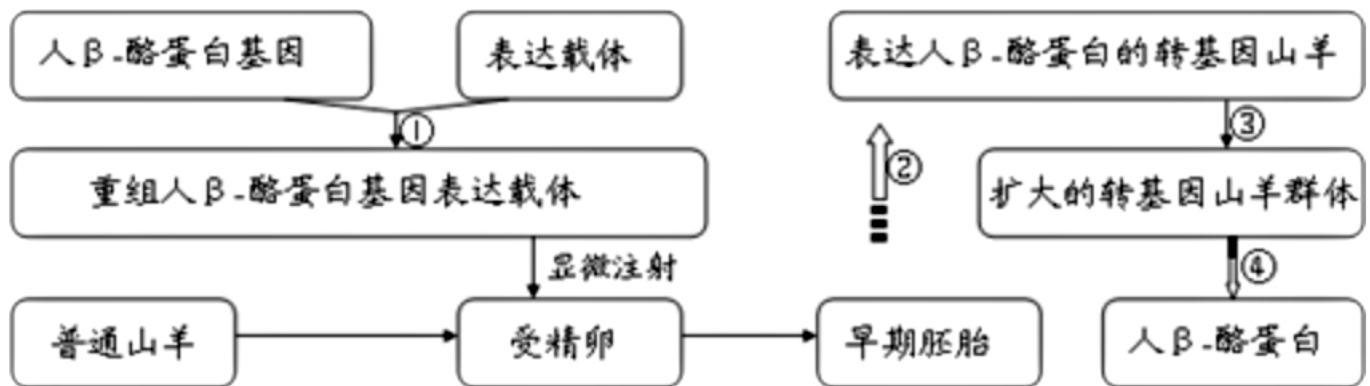 人β-酪蛋白基因
表达载体
表达人β-酪蛋白的转基因山羊
①
③
②
重组人β-酪蛋白基因表达载体
扩大的转基因山羊群体
显微注射
④
普通山羊
受精卵
早期胚胎
人β-酪蛋白